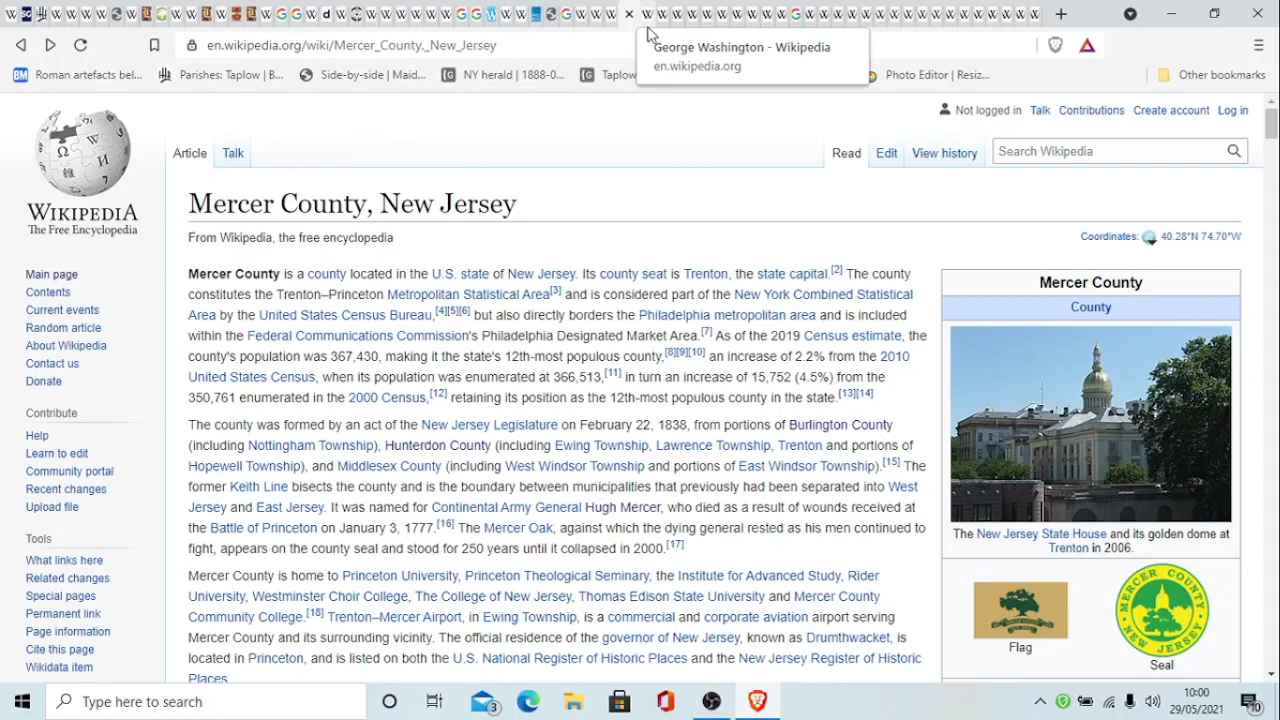 en.wikipedia.org/wiki/Mercer_County,_New_Jersey
George Washington - Wikipedia
en.wikipedia.org
BM Roman artefacts bel...
Parishes: Taplow – B...
Side-by-side | Maid...
NY herald | 1888-0...
Taplow
Photo Editor | Resiz...
Other bookmarks
Not logged in Talk Contributions Create account Log in
Article Talk Read Edit View history Search Wikipedia
WIKIPEDIA
The Free Encyclopedia
Main page
Contents
Current events
Random article
About Wikipedia
Contact us
Donate
Contribute
Help
Learn to edit
Community portal
Recent changes
Upload file
Tools
What links here
Related changes
Special pages
Permanent link
Page information
Cite this page
Wikidata item
Mercer County, New Jersey
From Wikipedia, the free encyclopedia
Coordinates: 40.28°N 74.70°W
Mercer County is a county located in the U.S. state of New Jersey. Its county seat is Trenton, the state capital.[2] The county
constitutes the Trenton–Princeton Metropolitan Statistical Area[3] and is considered part of the New York Combined Statistical
Area by the United States Census Bureau,[4][5][6] but also directly borders the Philadelphia metropolitan area and is included
within the Federal Communications Commission's Philadelphia Designated Market Area.[7] As of the 2019 Census estimate, the
county's population was 367,430, making it the state's 12th-most populous county,[8][9][10] an increase of 2.2% from the 2010
United States Census, when its population was enumerated at 366,513,[11] in turn an increase of 15,752 (4.5%) from the
350,761 enumerated in the 2000 Census,[12] retaining its position as the 12th-most populous county in the state.[13][14]
The county was formed by an act of the New Jersey Legislature on February 22, 1838, from portions of Burlington County
(including Nottingham Township), Hunterdon County (including Ewing Township, Lawrence Township, Trenton and portions of
Hopewell Township), and Middlesex County (including West Windsor Township and portions of East Windsor Township).[15] The
former Keith Line bisects the county and is the boundary between municipalities that previously had been separated into West
Jersey and East Jersey. It was named for Continental Army General Hugh Mercer, who died as a result of wounds received at
the Battle of Princeton on January 3, 1777.[16] The Mercer Oak, against which the dying general rested as his men continued to
fight, appears on the county seal and stood for 250 years until it collapsed in 2000.[17]
Mercer County is home to Princeton University, Princeton Theological Seminary, the Institute for Advanced Study, Rider
University, Westminster Choir College, The College of New Jersey, Thomas Edison State University and Mercer County
Community College.[18] Trenton–Mercer Airport, in Ewing Township, is a commercial and corporate aviation airport serving
Mercer County and its surrounding vicinity. The official residence of the governor of New Jersey, known as Drumthwacket, is
located in Princeton, and is listed on both the U.S. National Register of Historic Places and the New Jersey Register of Historic
Places.
Mercer County
County
The New Jersey State House and its golden dome at
Trenton in 2006.
MERCER COUNTY
NEW JERSEY
Flag
Seal
Type here to search
3
10:00
29/05/2021
10